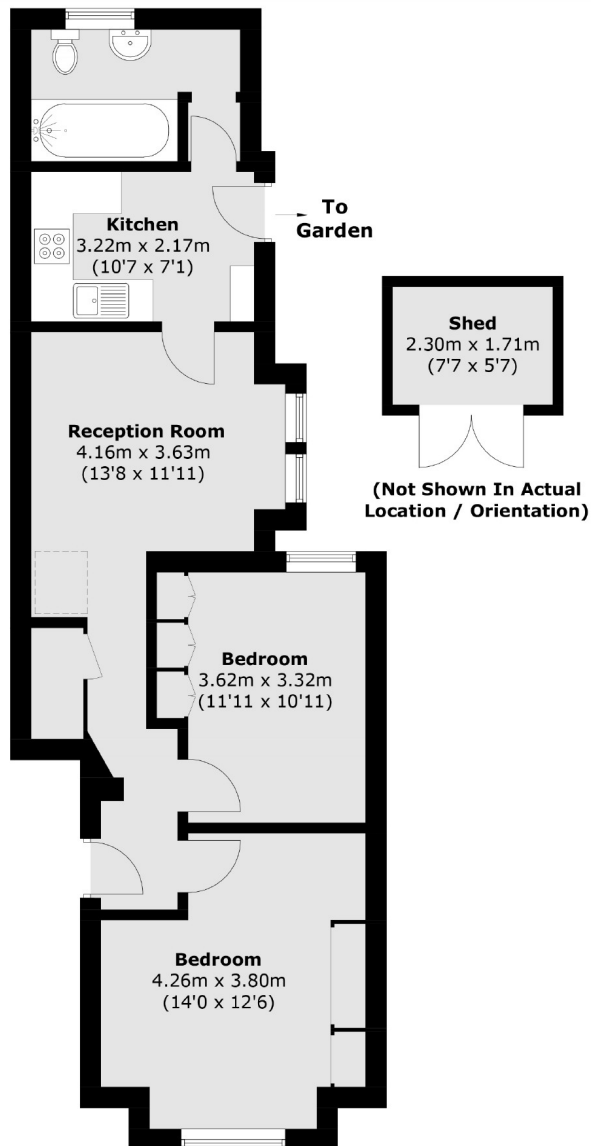 To
Garden
Kitchen
3.22m x 2.17m
(10'7 x 7'1)
Shed
2.30m x 1.71m
(7'7 x 5'7)
(Not Shown In Actual
Location / Orientation)
Reception Room
4.16m x 3.63m
(13'8 x 11'11)
Bedroom
3.62m x 3.32m
(11'11 x 10'11)
Bedroom
4.26m x 3.80m
(14'0 x 12'6)